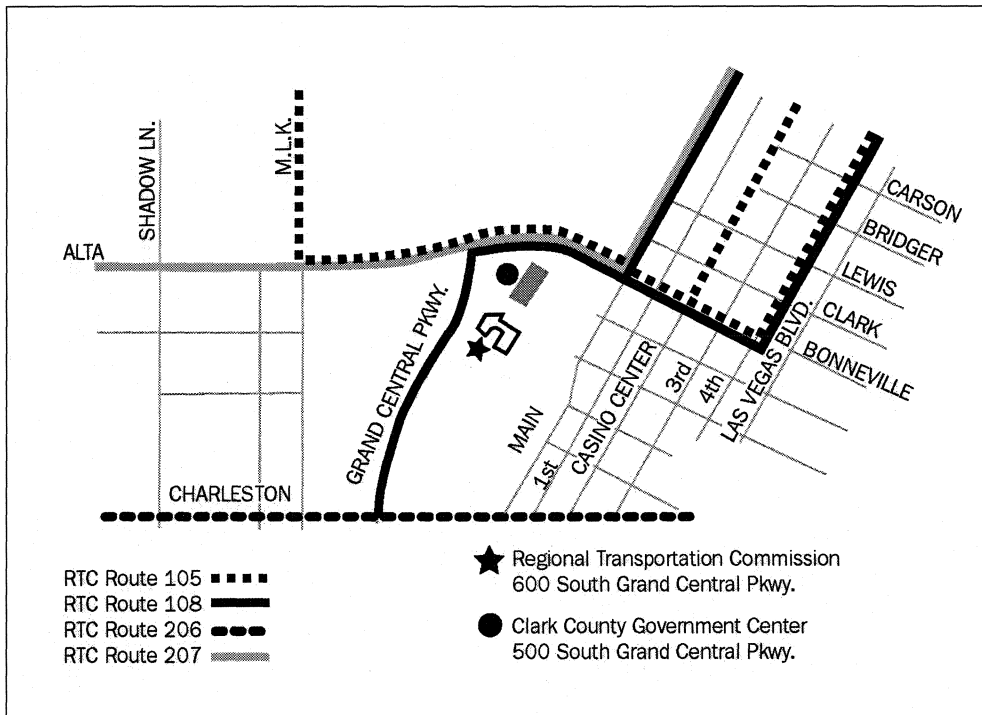 SHADOW LN.
M.L.K.
ALTA
GRAND CENTRAL PKWY.
CHARLESTON
MAIN
1st
CASINO CENTER
3rd
4th
LAS VEGAS BLVD.
CARSON
BRIDGER
LEWIS
CLARK
BONNEVILLE
RTC Route 105
RTC Route 108
RTC Route 206
RTC Route 207
Regional Transportation Commission
600 South Grand Central Pkwy.
Clark County Government Center
500 South Grand Central Pkwy.